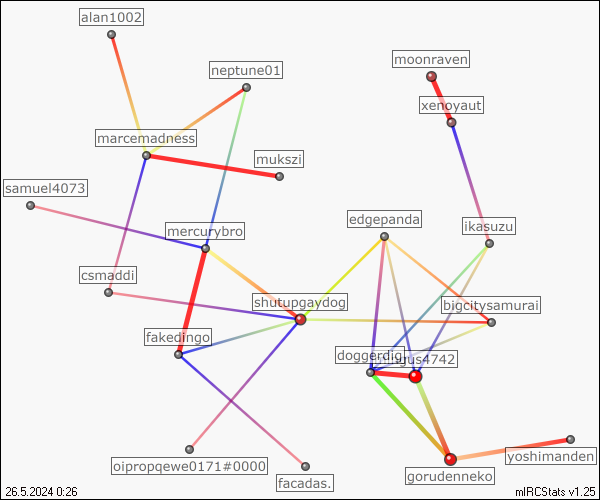 alan1002
moonraven
neptune01
xenoyaut
marcemadness
mukszi
samuel4073
edgepanda
mercurybro
ikasuzu
csmaddi
shutupgaydog
bigcitysamurai
fakedingo
doggerdig
gus4742
gorudenneko
yoshimanden
oipropqewe0171#0000
facadas.
26.5.2024 0:26
mIRCStats v1.25